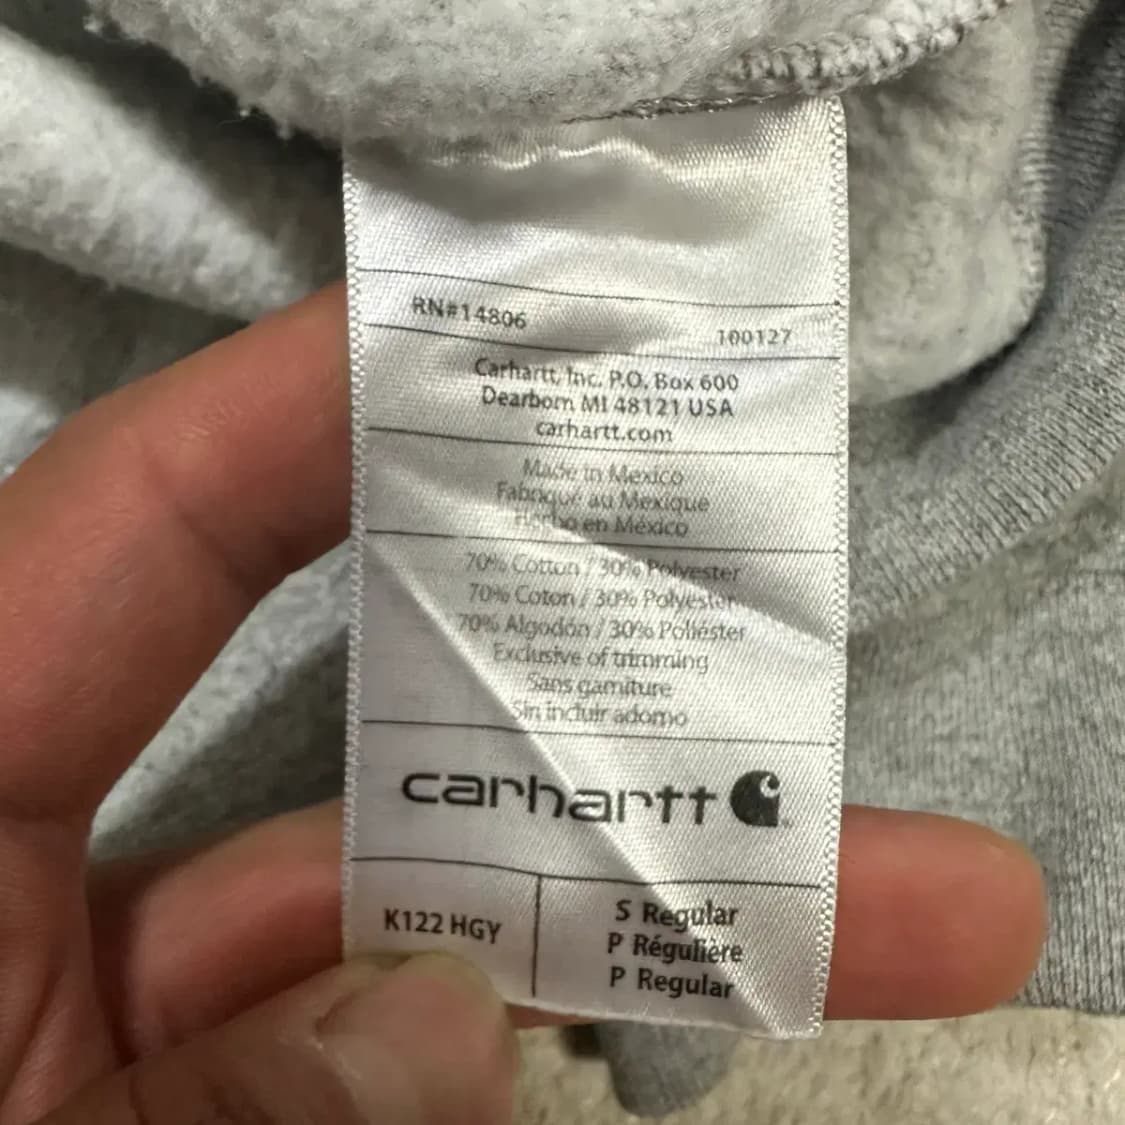 RN#14806
100127
Carhartt, Inc. P.O. Box 600
Dearborn MI 48121 USA
carhartt.com
Made in Mexico
Fabriqué au Mexique
Hecho en México
70% Cotton / 30% Polyester
70% Coton / 30% Polyester
70% Algodón / 30% Poliéster
Exclusive of trimming
Sans garniture
Sin incluir adorno
carhartt
K122 HGY
S Regular
P Régulière
P Regular